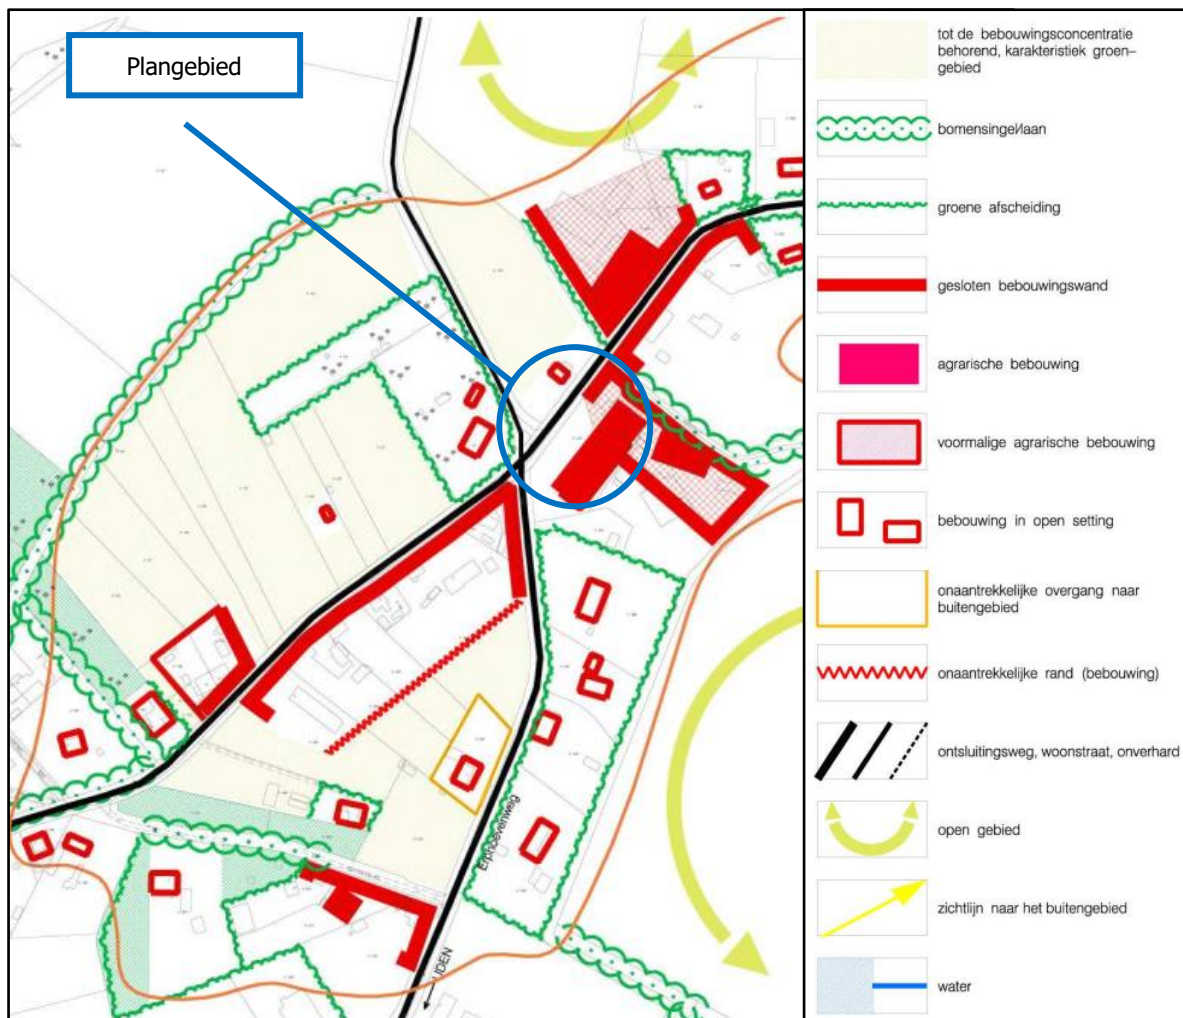 Plangebied
Erphoevenweg
UDEN
tot de bebouwingsconcentratie
behorend, karakteristiek groen-
gebied
bomensingel/laan
groene afscheiding
gesloten bebouwingswand
agrarische bebouwing
voormalige agrarische bebouwing
bebouwing in open setting
onaantrekkelijke overgang naar
buitengebied
onaantrekkelijke rand (bebouwing)
ontsluitingsweg, woonstraat, onverhard
open gebied
zichtlijn naar het buitengebied
water